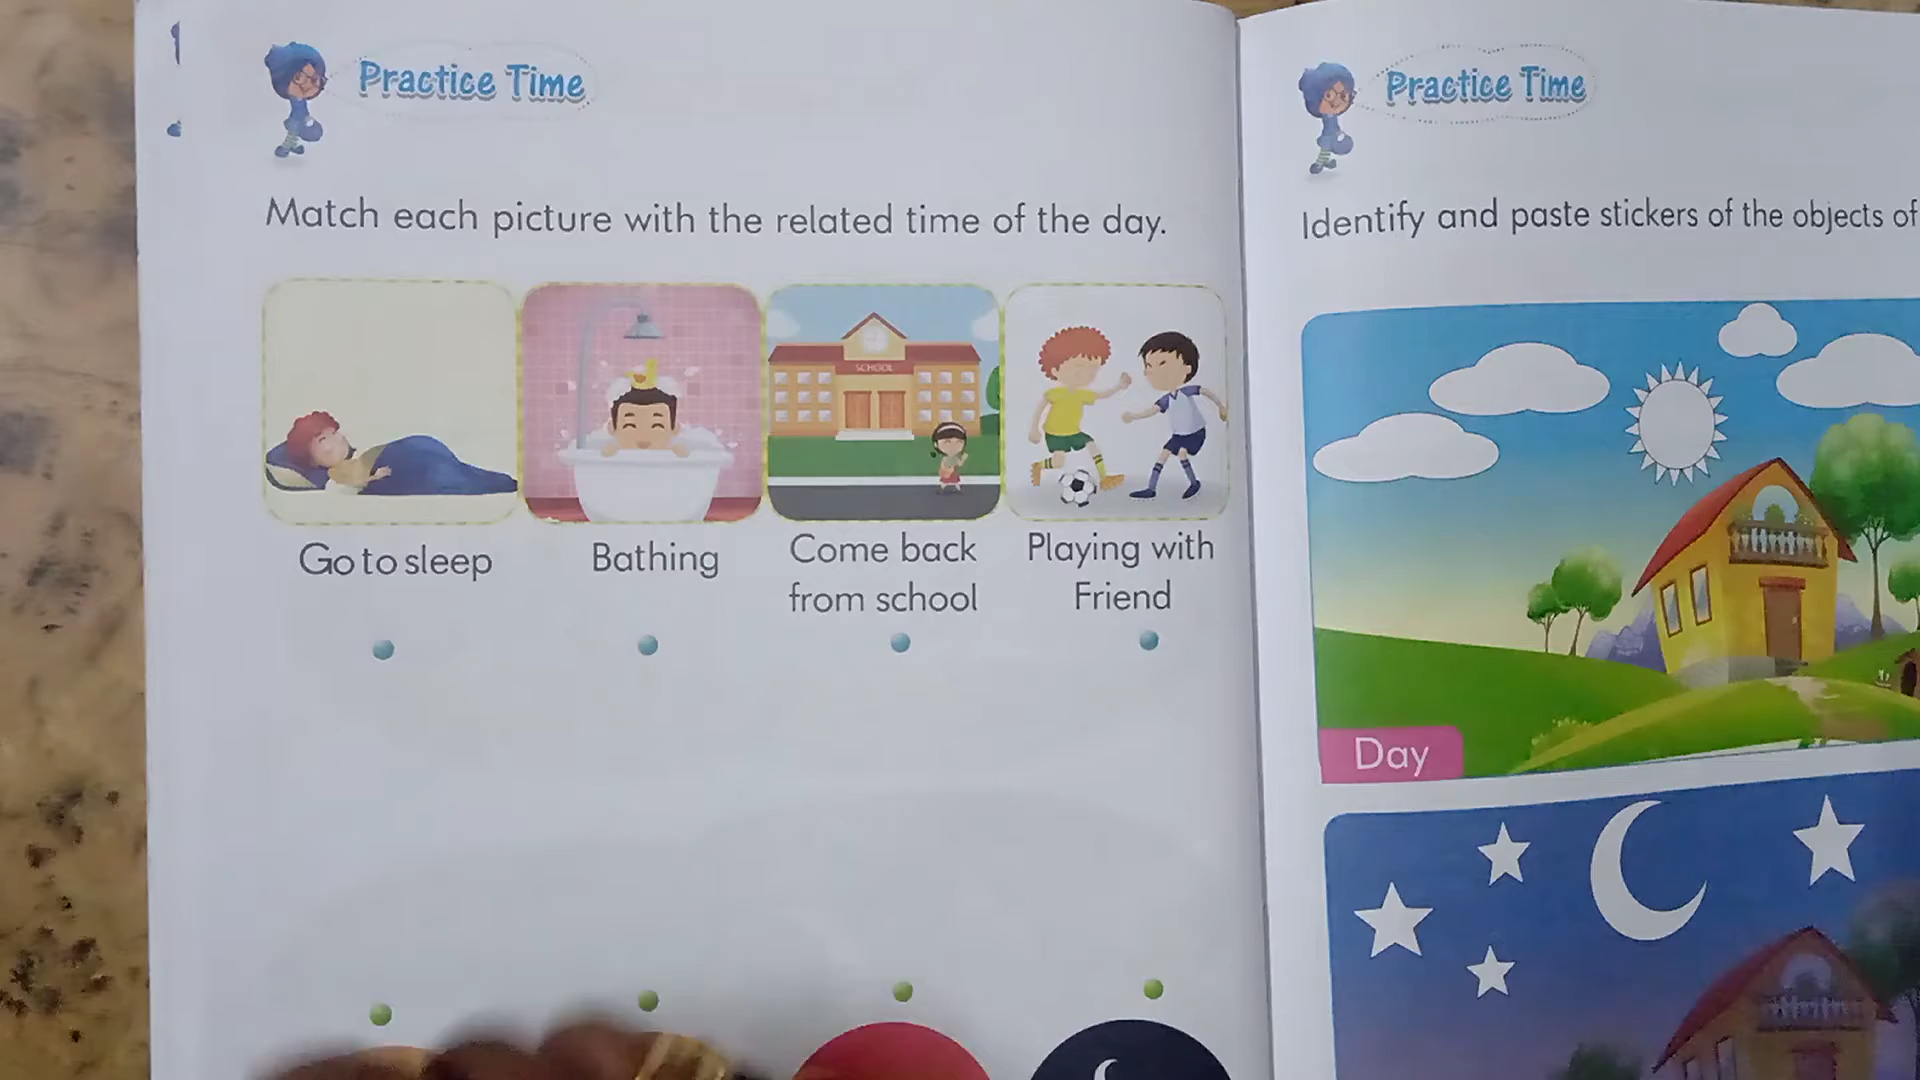 Practice Time
Match each picture with the related time of the day.
SCHOOL
Go to sleep
Bathing
Come back
from school
Playing with
Friend
Practice Time
Identify and paste stickers of the objects of
Day